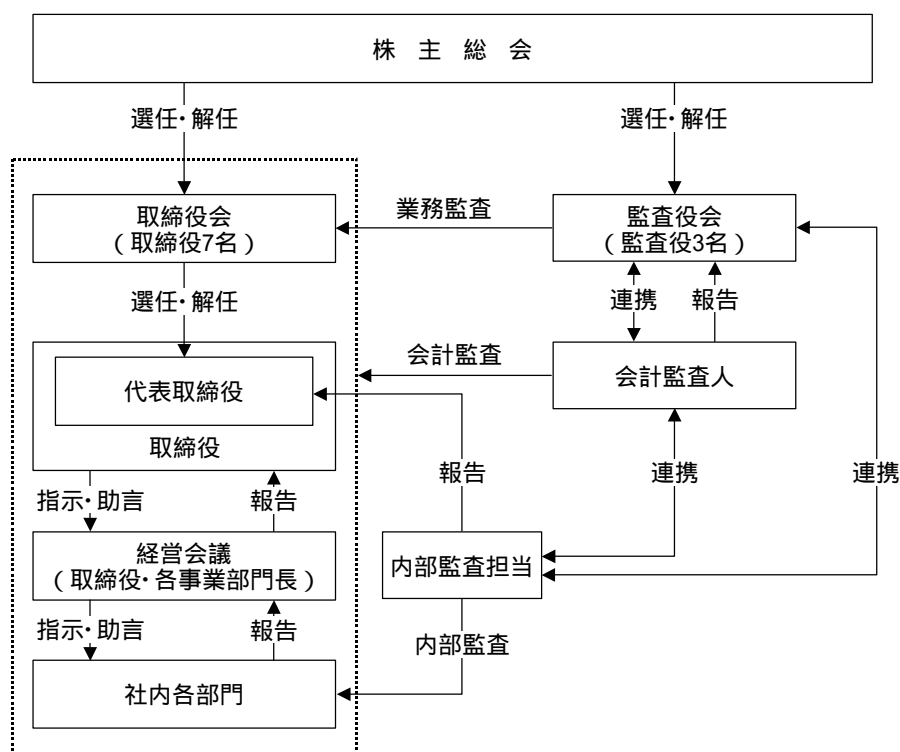 株 主 総 会
選任・解任
選任・解任
取締役会
(取締役7名)
業務監査
監査役会
(監査役3名)
選任・解任
連携
報告
代表取締役
取締役
会計監査
会計監査人
指示・助言
報告
報告
連携
連携
経営会議
(取締役・各事業部門長)
内部監査担当
指示・助言
報告
内部監査
社内各部門